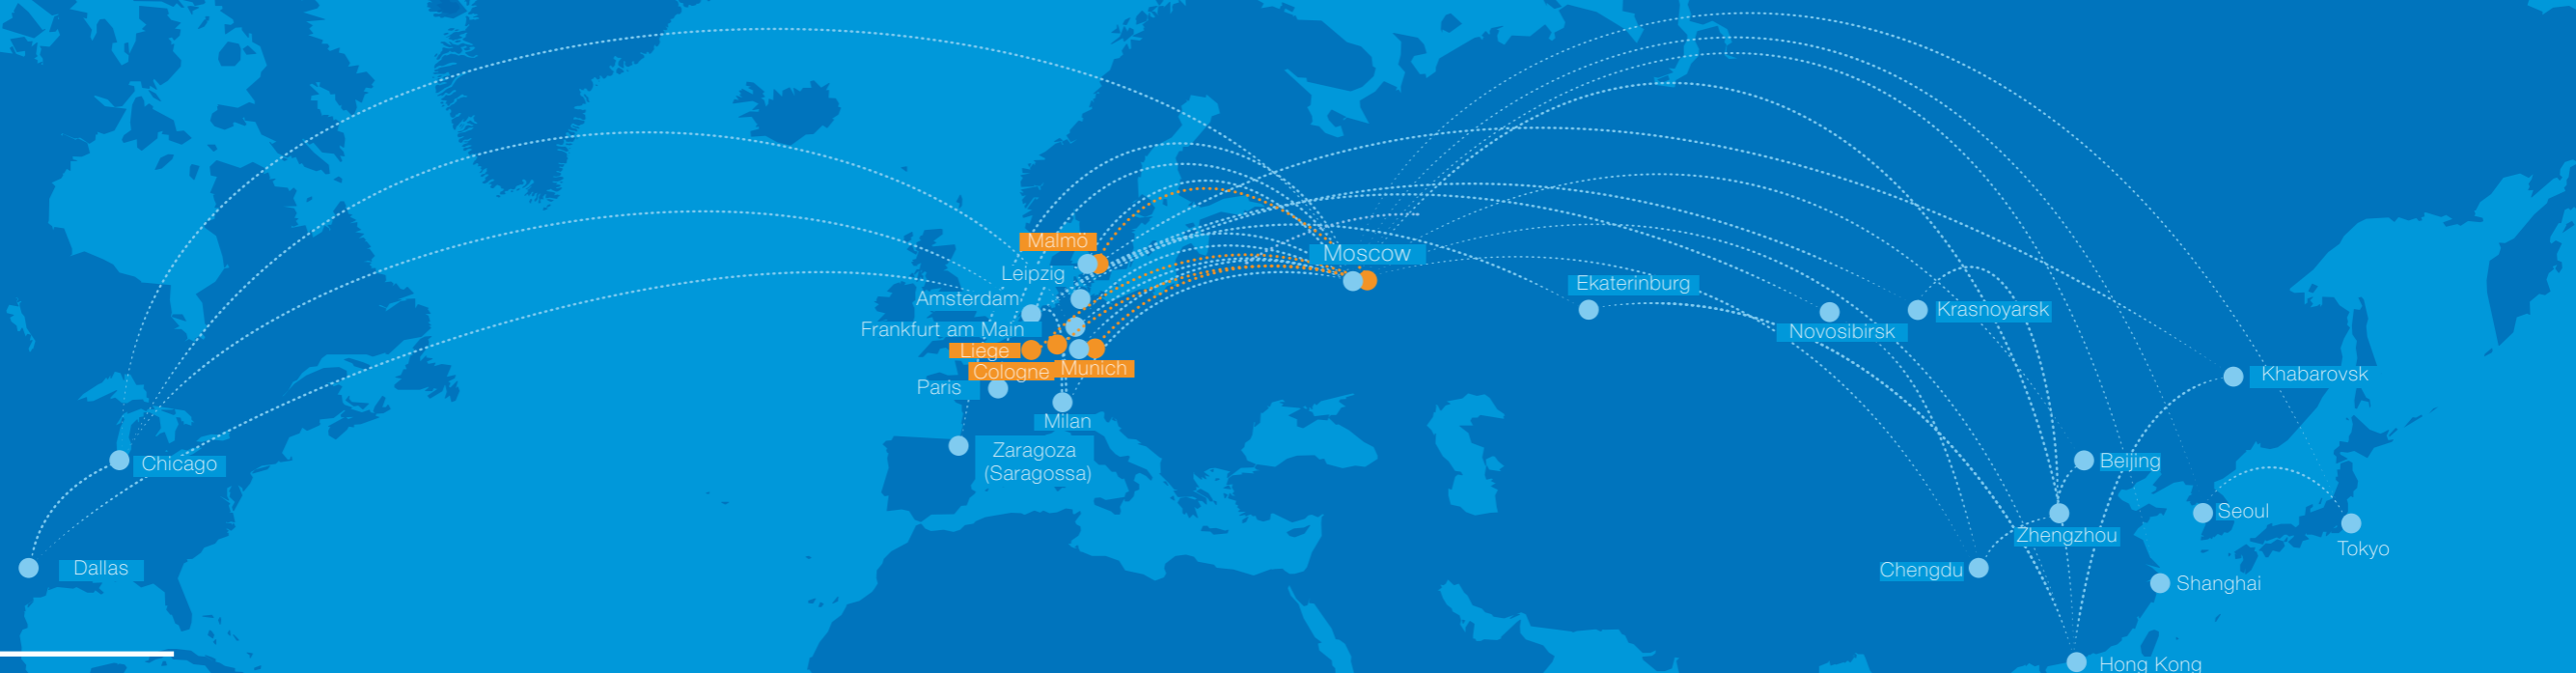 Malmö
Moscow
Leipzig
Ekaterinburg
Amsterdam
Krasnoyarsk
Frankfurt am Main
Novosibirsk
Liege
Cologne
Munich
Khabarovsk
Paris
Milan
Zaragoza
(Saragossa)
Chicago
Beijing
Seoul
Zhengzhou
Tokyo
Dallas
Chengdu
Shanghai
Hong Kong